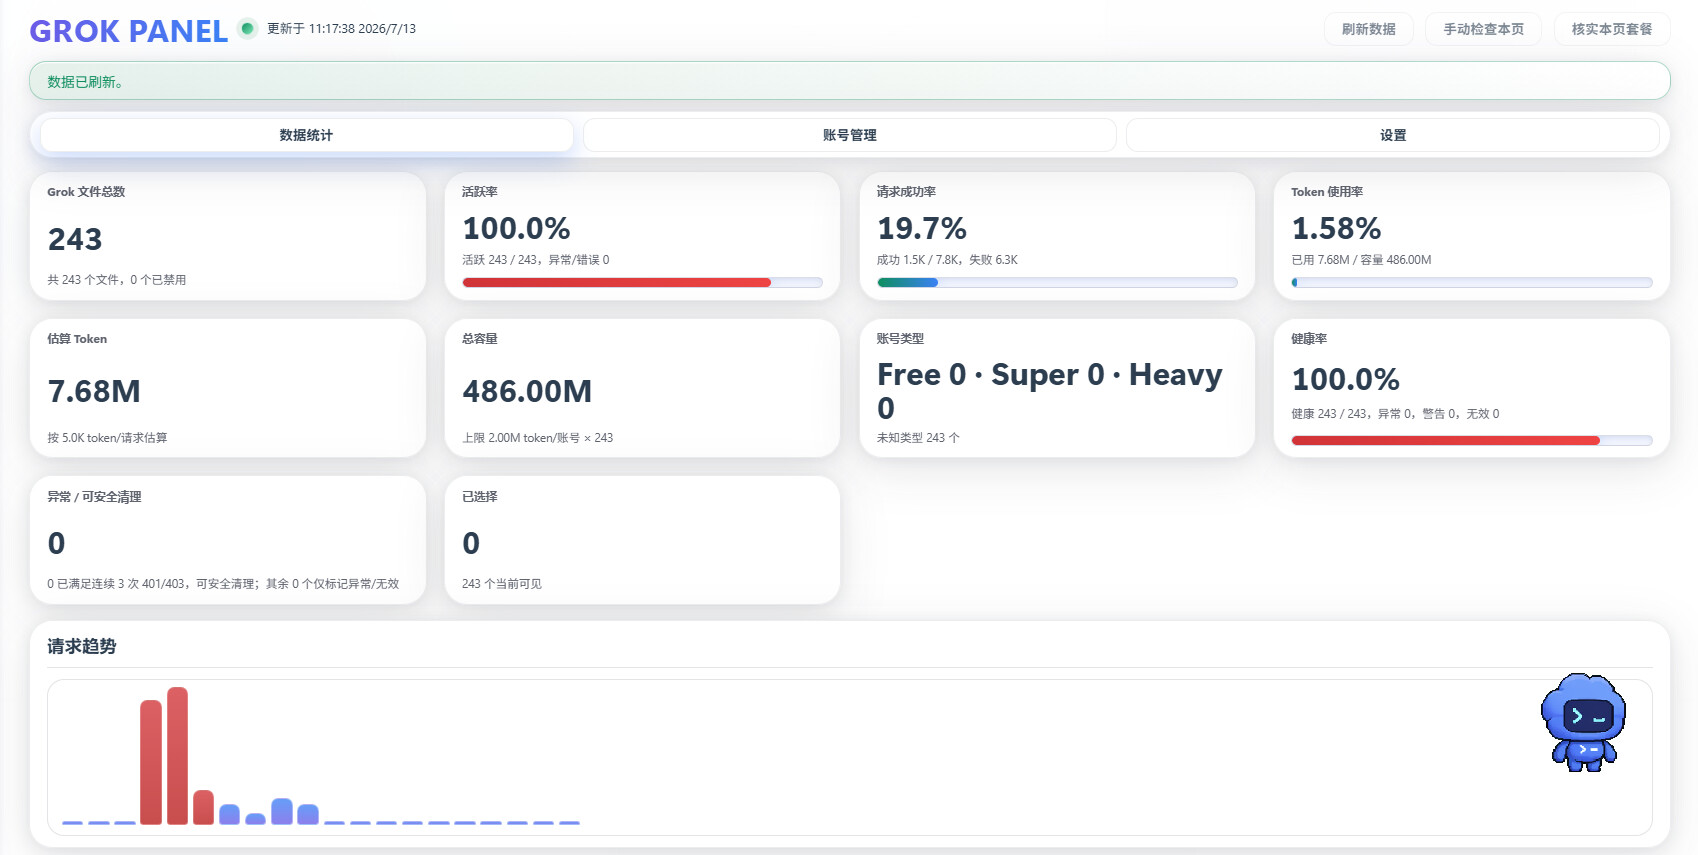 GROK PANEL
更新于 11:17:38 2026/7/13
刷新数据
手动检查本页
核实本页套餐
数据已刷新。
数据统计
账号管理
设置
Grok 文件总数
243
共 243 个文件，0 个已禁用
活跃率
100.0%
活跃 243 / 243，异常/错误 0
请求成功率
19.7%
成功 1.5K / 7.8K，失败 6.3K
Token 使用率
1.58%
已用 7.68M / 容量 486.00M
估算 Token
7.68M
按 5.0K token/请求估算
总容量
486.00M
上限 2.00M token/账号 × 243
账号类型
Free 0 · Super 0 · Heavy
0
未知类型 243 个
健康率
100.0%
健康 243 / 243，异常 0，警告 0，无效 0
异常 / 可安全清理
0
0 已满足连续 3 次 401/403，可安全清理；其余 0 个仅标记异常/无效
已选择
0
243 个当前可见
请求趋势